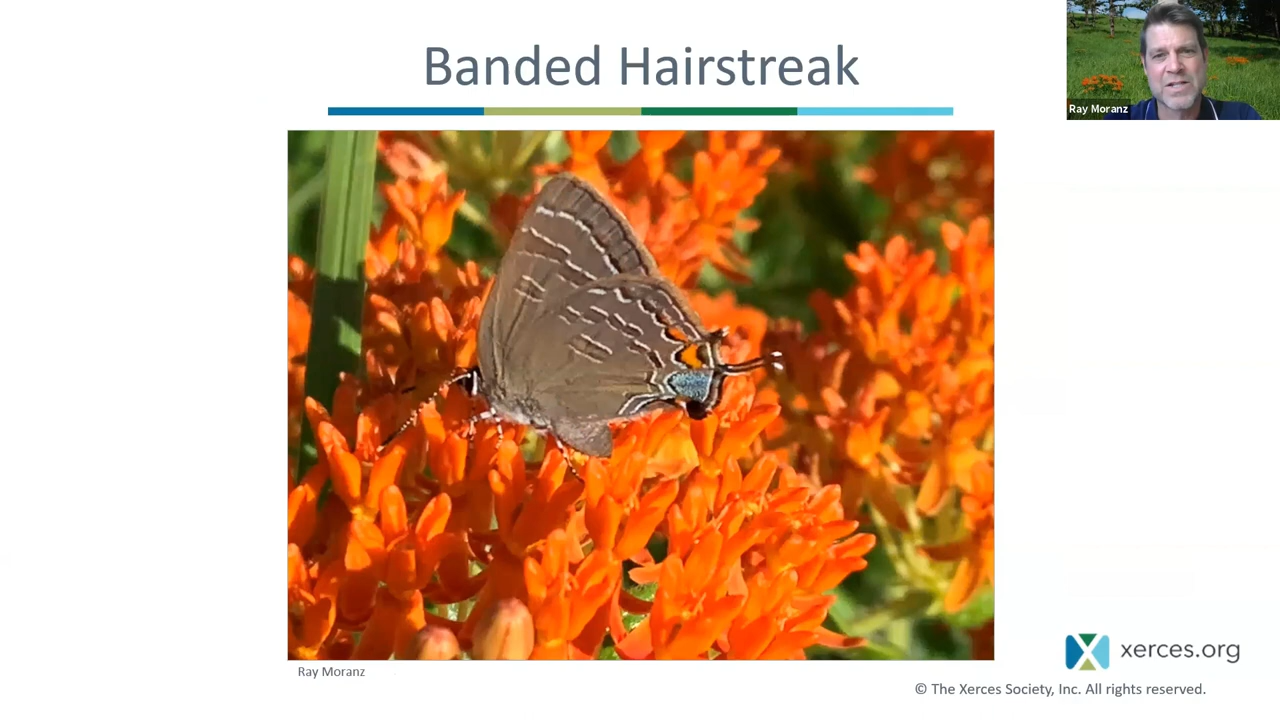 Banded Hairstreak
Ray Moranz
Ray Moranz
xerces.org
© The Xerces Society, Inc. All rights reserved.